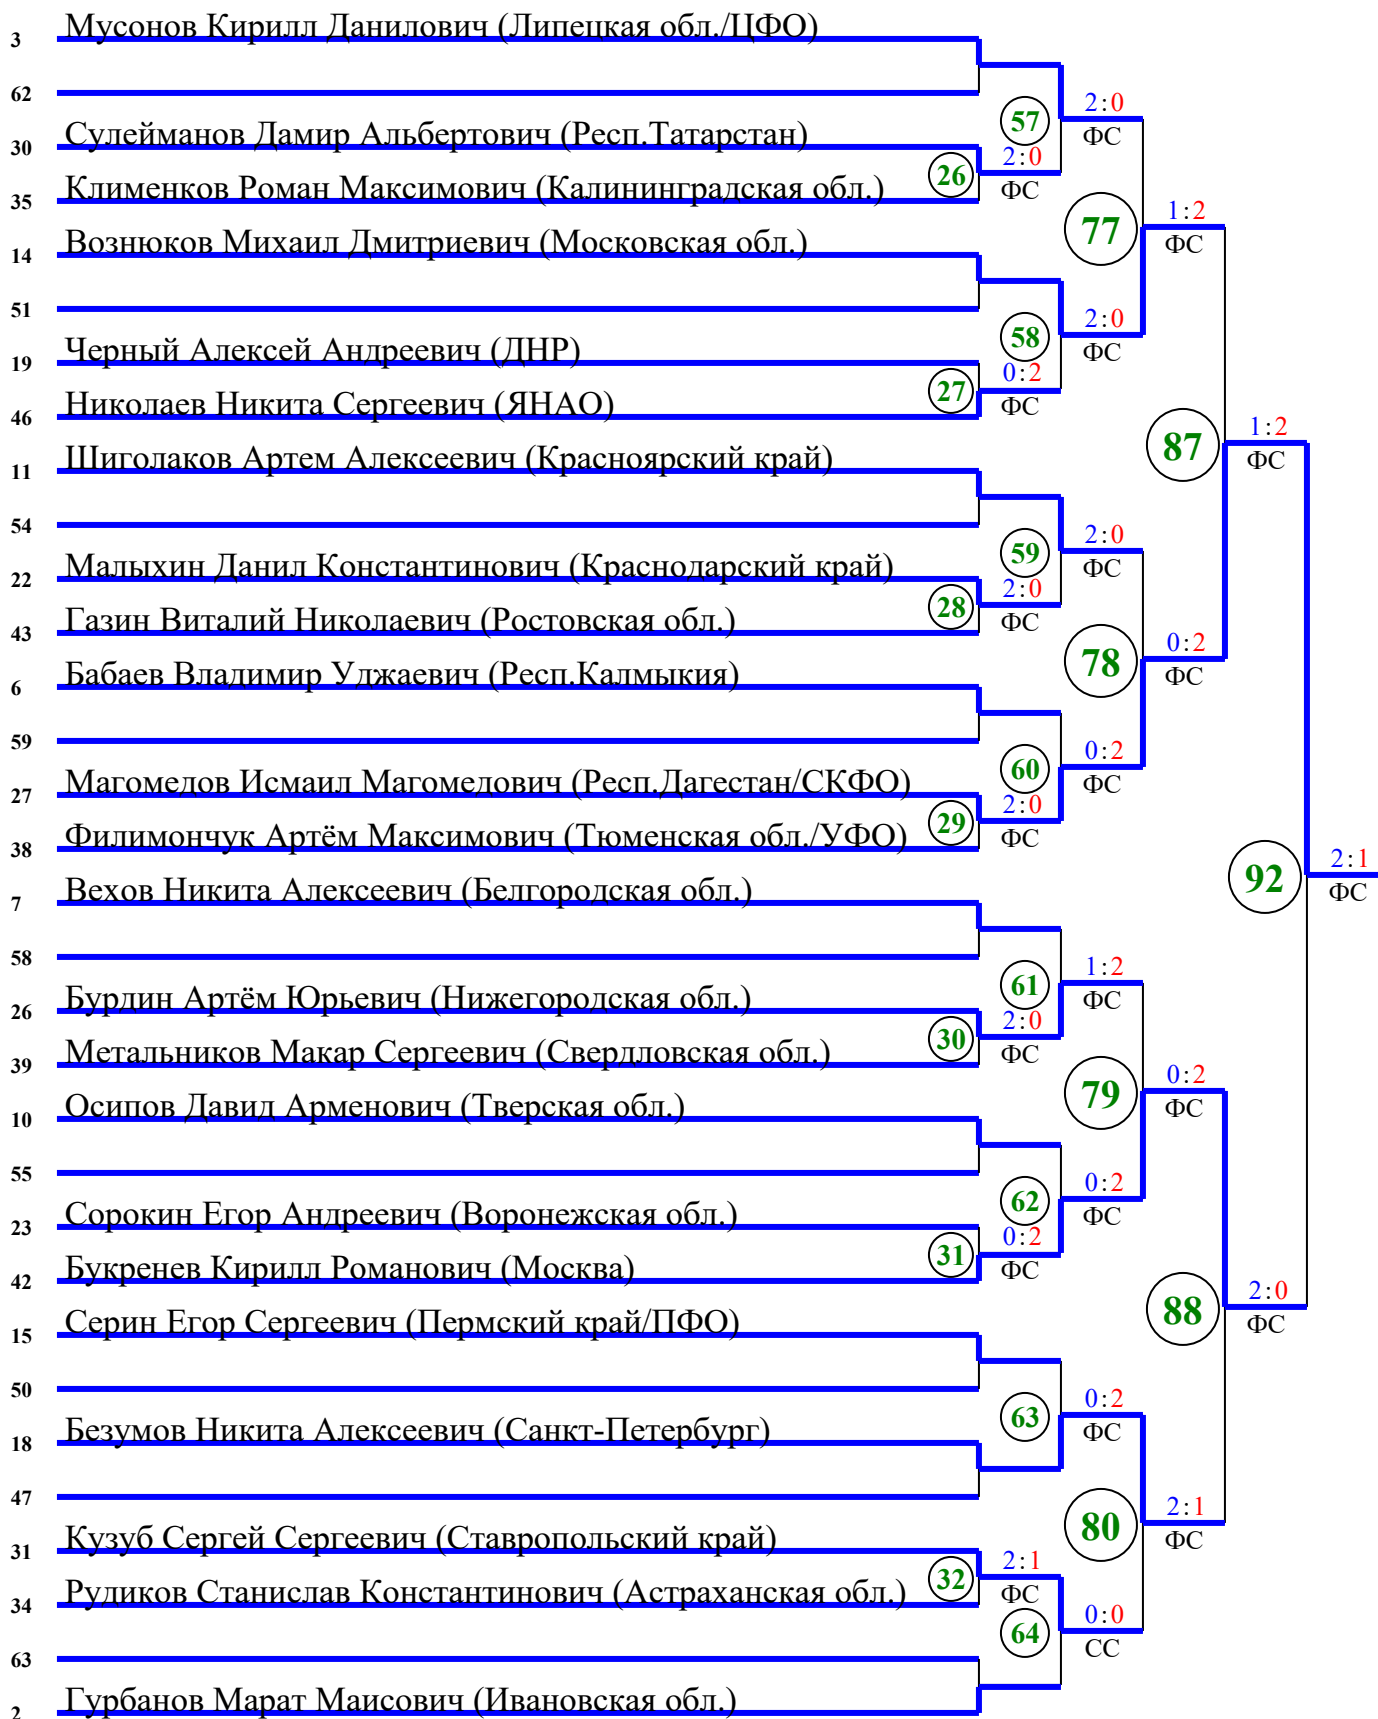 3 Мусонов Кирилл Данилович (Липецкая обл./ЦФО)
62
57 2:0 ФС
30 Сулейманов Дамир Альбертович (Респ.Татарстан)
26 2:0 ФС
35 Клименков Роман Максимович (Калининградская обл.)
77 1:2 ФС
14 Вознюков Михаил Дмитриевич (Московская обл.)
51
58 2:0 ФС
19 Черный Алексей Андреевич (ДНР)
27 0:2 ФС
46 Николаев Никита Сергеевич (ЯНАО)
87 1:2 ФС
11 Шиголаков Артем Алексеевич (Красноярский край)
54
59 2:0 ФС
22 Малыхин Данил Константинович (Краснодарский край)
28 2:0 ФС
43 Газин Виталий Николаевич (Ростовская обл.)
78 0:2 ФС
6 Бабаев Владимир Уджаевич (Респ.Калмыкия)
59
60 0:2 ФС
27 Магомедов Исмаил Магомедович (Респ.Дагестан/СКФО)
29 2:0 ФС
38 Филимончук Артём Максимович (Тюменская обл./УФО)
92 2:1 ФС
7 Вехов Никита Алексеевич (Белгородская обл.)
58
61 1:2 ФС
26 Бурдин Артём Юрьевич (Нижегородская обл.)
30 2:0 ФС
39 Метальников Макар Сергеевич (Свердловская обл.)
79 0:2 ФС
10 Осипов Давид Арменович (Тверская обл.)
55
62 0:2 ФС
23 Сорокин Егор Андреевич (Воронежская обл.)
31 0:2 ФС
42 Букренев Кирилл Романович (Москва)
88 2:0 ФС
15 Серин Егор Сергеевич (Пермский край/ПФО)
50
63 0:2 ФС
18 Безумов Никита Алексеевич (Санкт-Петербург)
47
80 2:1 ФС
31 Кузуб Сергей Сергеевич (Ставропольский край)
32 2:1 ФС
34 Рудиков Станислав Константинович (Астраханская обл.)
64 0:0 СС
63
2 Гурбанов Марат Маисович (Ивановская обл.)